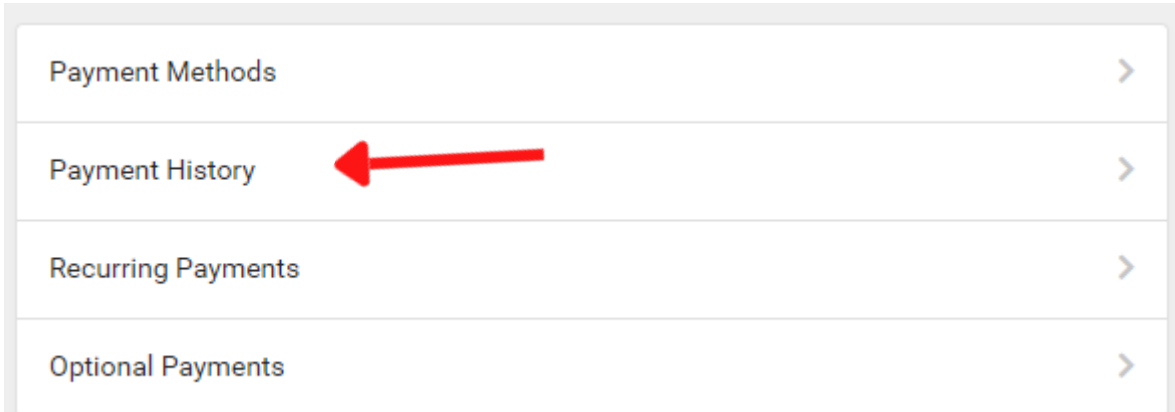 Payment Methods
Payment History
Recurring Payments
Optional Payments